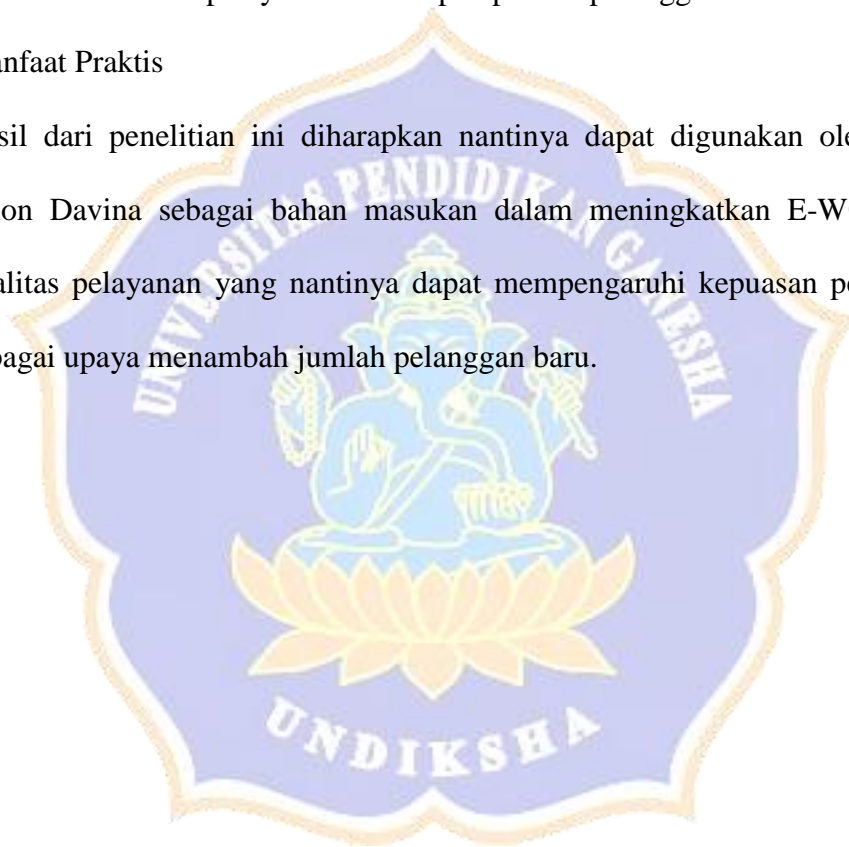 anfaat Praktis
sil dari penelitian ini diharapkan nantinya dapat digunakan ole
on Davina sebagai bahan masukan dalam meningkatkan E-W
alitas pelayanan yang nantinya dapat mempengaruhi kepuasan pe
bagai upaya menambah jumlah pelanggan baru.
UNIVERSITAS PENDIDIKAN GANESHA
UNDIKSHA